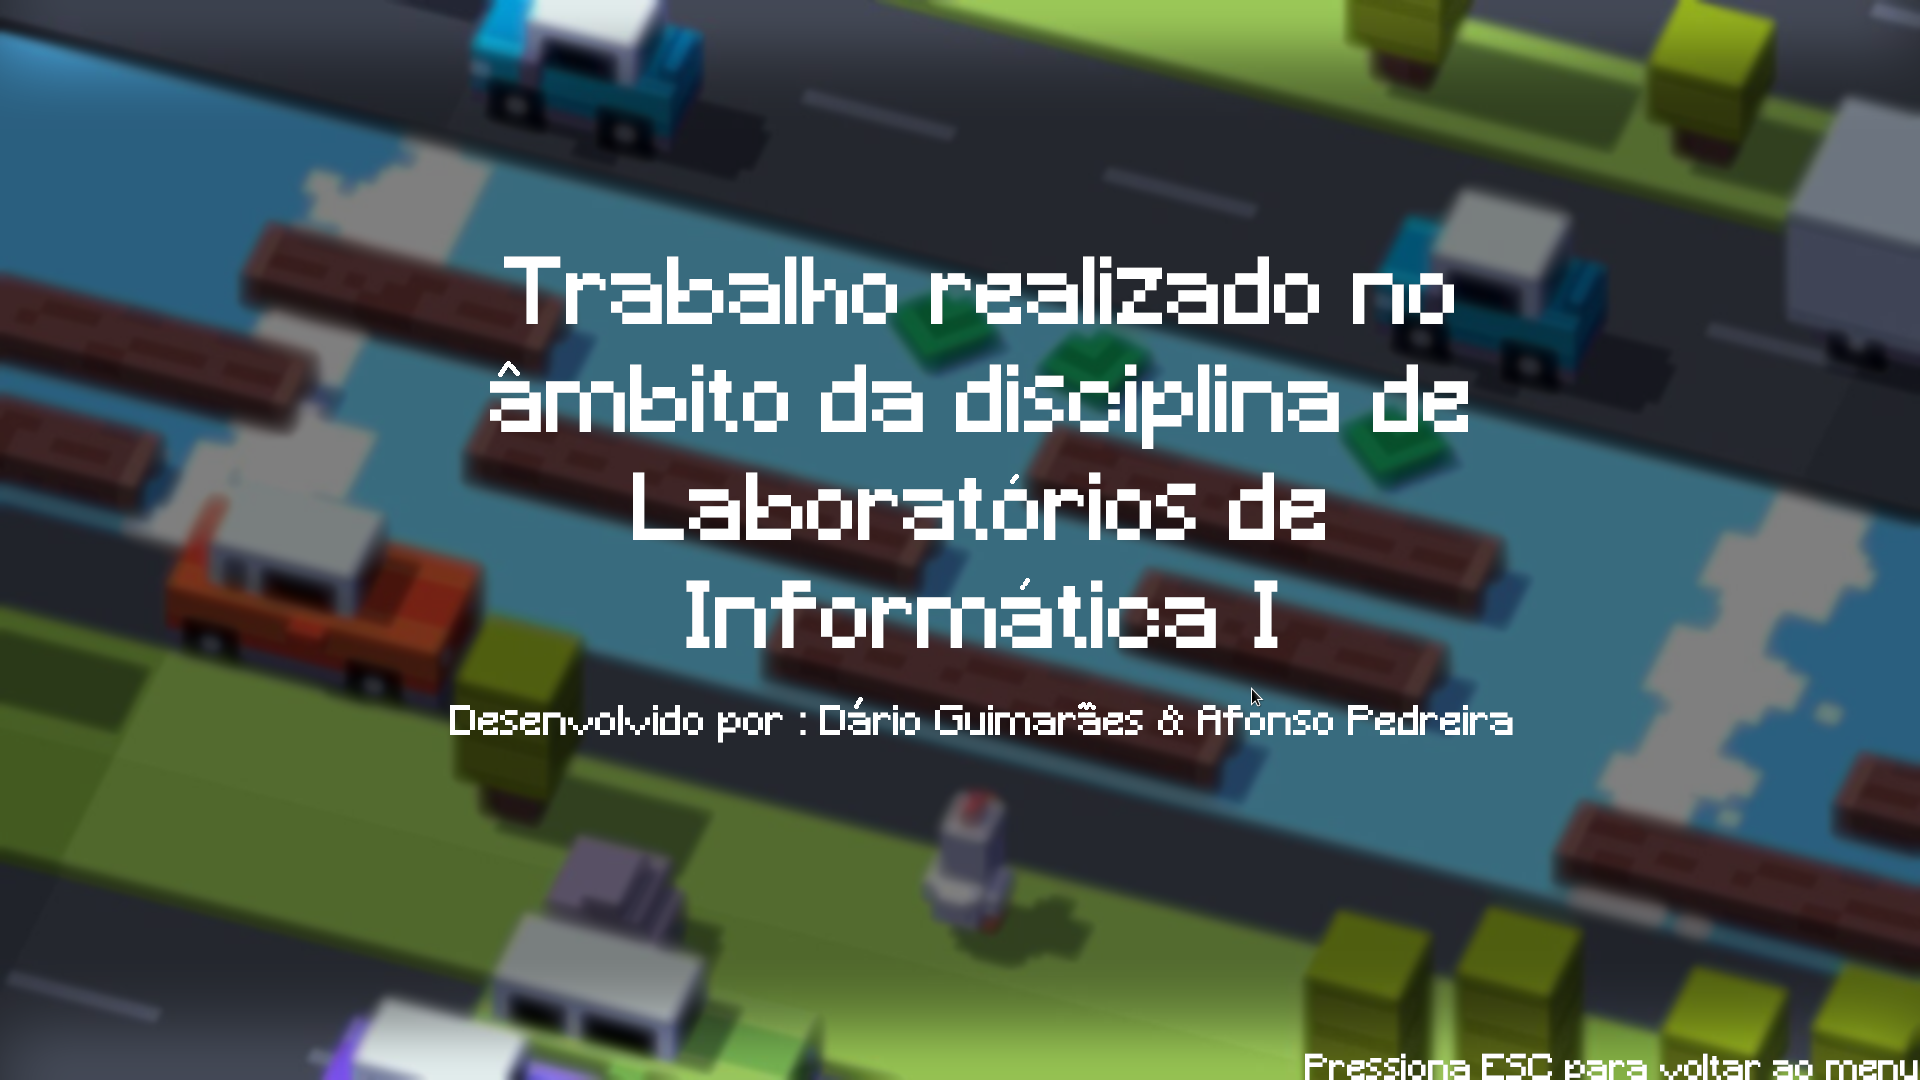 Trabalho realizado no
âmbito da disciplina de
Laboratórios de
Informática I
Desenvolvido por : Dário Guimarães & Afonso Pedreira
Pressiona ESC para voltar ao menu